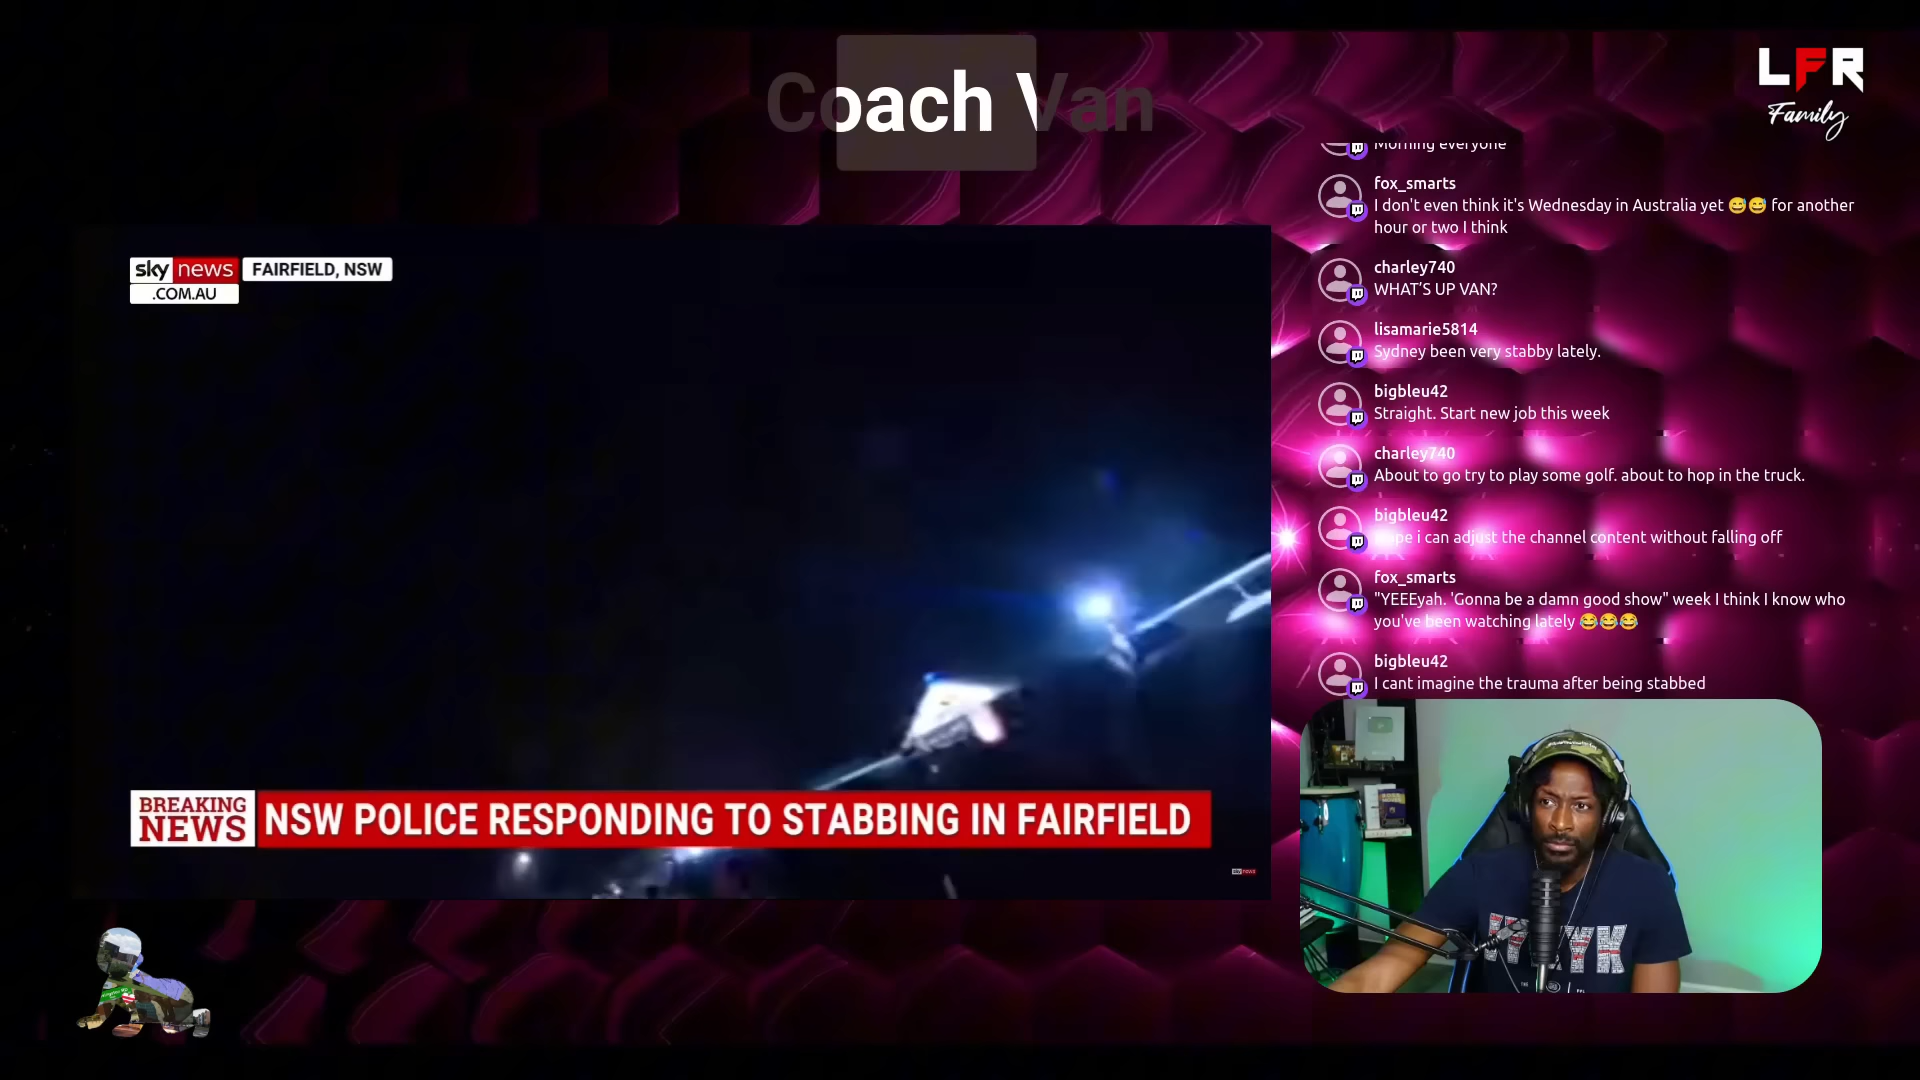 Coach Van
LFR
Family
sky news
.COM.AU
FAIRFIELD, NSW
Morning everyone
fox_smarts
I don't even think it's Wednesday in Australia yet 😅😅 for another
hour or two I think
charley740
WHAT'S UP VAN?
lisamarie5814
Sydney been very stabby lately.
bigbleu42
Straight. Start new job this week
charley740
About to go try to play some golf. about to hop in the truck.
bigbleu42
i can adjust the channel content without falling off
fox_smarts
"YEEEyah. 'Gonna be a damn good show" week I think I know who
you've been watching lately 😂😂😂
bigbleu42
I cant imagine the trauma after being stabbed
BREAKING
NEWS
NSW POLICE RESPONDING TO STABBING IN FAIRFIELD
sky news